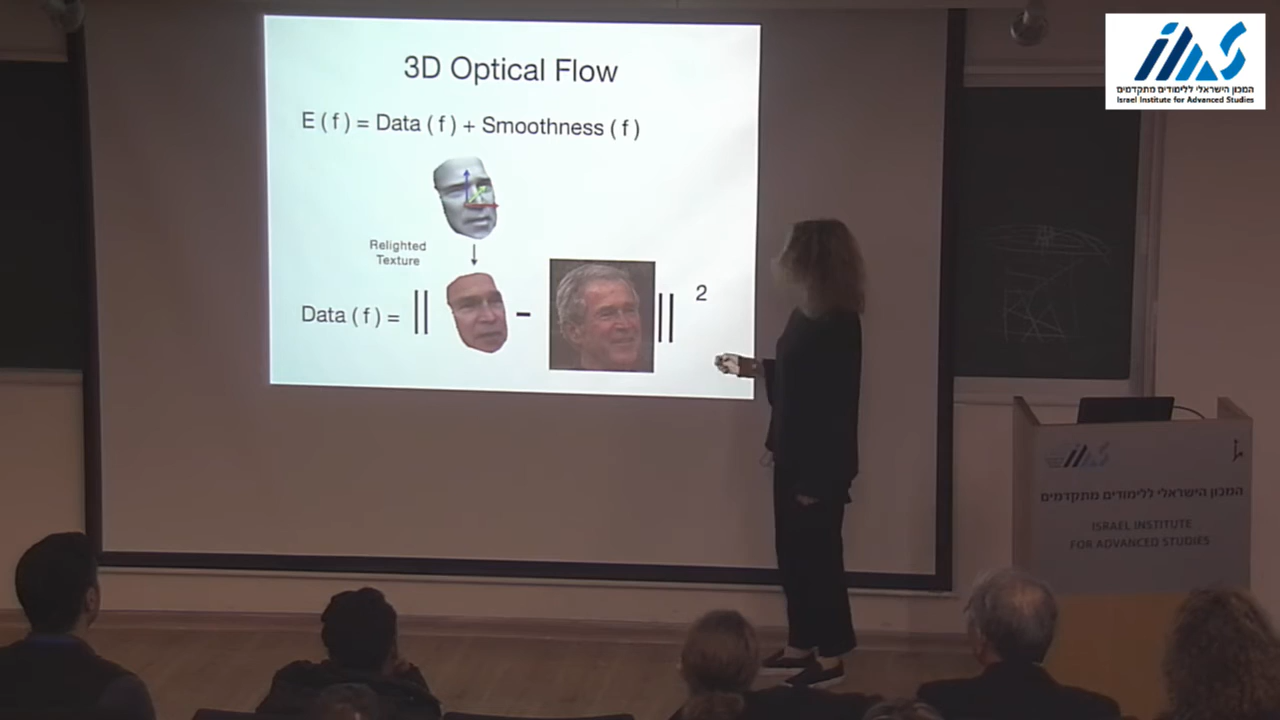 3D Optical Flow
E ( f ) = Data ( f ) + Smoothness ( f )
Relighted
Texture
Data ( f ) = || - || 2
המכון הישראלי ללימודים מתקדמים
Israel Institute for Advanced Studies
המכון הישראלי ללימודים מתקדמים
ISRAEL INSTITUTE
FOR ADVANCED STUDIES